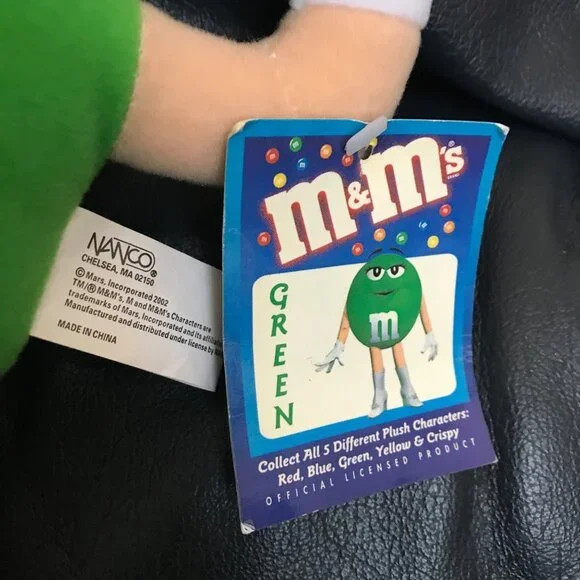 m&m's
BRAND
GREEN
m
Collect All 5 Different Plush Characters:
Red, Blue, Green, Yellow & Crispy
OFFICIAL LICENSED PRODUCT
NANCO
CHELSEA, MA 02150
© Mars, Incorporated 2002
TM/® M&M's, M and M&M's Characters are
trademarks of Mars, Incorporated and its affiliates
Manufactured and distributed under license by
MADE IN CHINA